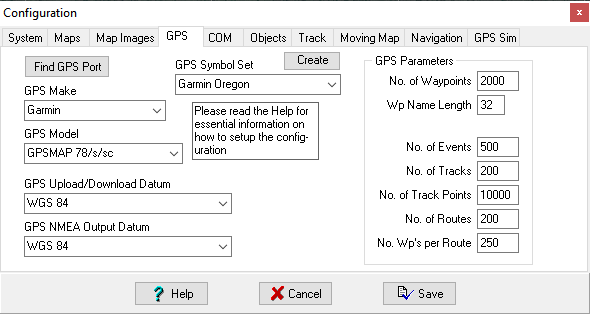 Configuration
x
System Maps Map Images GPS COM Objects Track Moving Map Navigation GPS Sim
Find GPS Port
GPS Symbol Set
Create
Garmin Oregon
GPS Make
Garmin
Please read the Help for
essential information on
how to setup the config-
uration
GPS Model
GPSMAP 78/s/sc
GPS Upload/Download Datum
WGS 84
GPS NMEA Output Datum
WGS 84
GPS Parameters
No. of Waypoints 2000
Wp Name Length 32
No. of Events 500
No. of Tracks 200
No. of Track Points 10000
No. of Routes 200
No. Wp's per Route 250
? Help
Cancel
Save